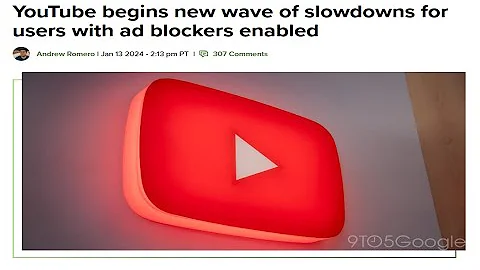 YouTube begins new wave of slowdowns for
users with ad blockers enabled
Andrew Romero | Jan 13 2024 - 2:13 pm PT | 307 Comments
9TO5Google